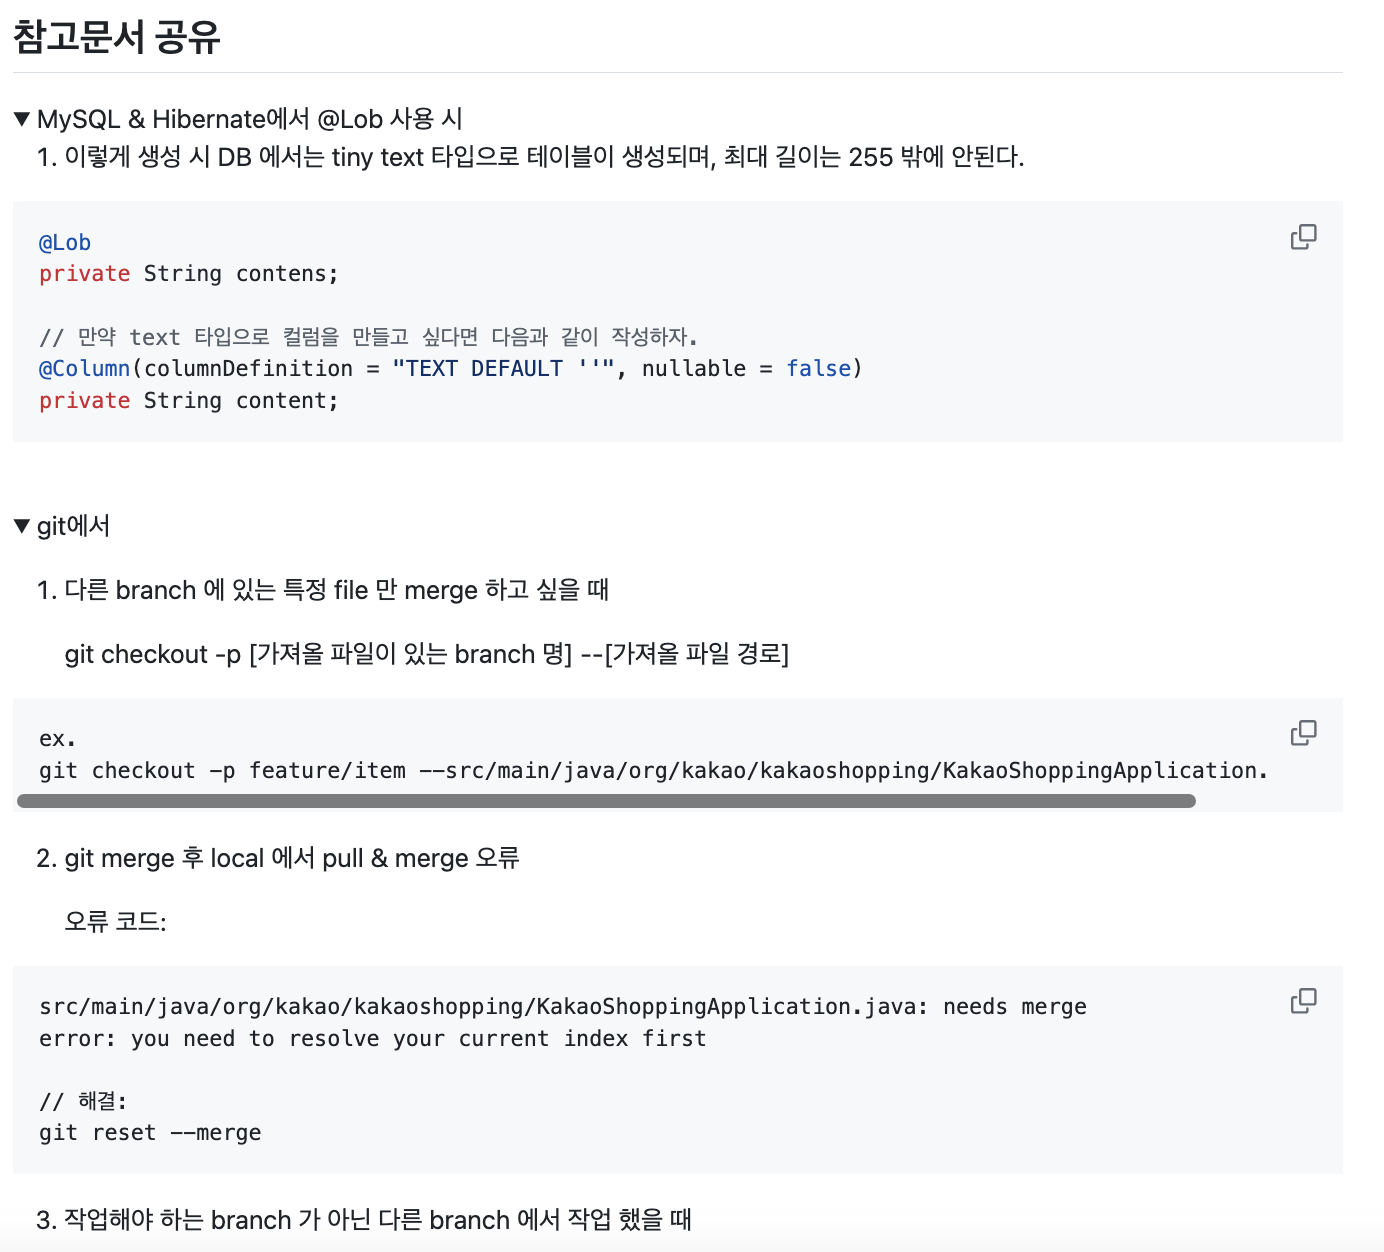 참고문서 공유
▼ MySQL & Hibernate에서 @Lob 사용 시
1. 이렇게 생성 시 DB 에서는 tiny text 타입으로 테이블이 생성되며, 최대 길이는 255 밖에 안된다.
@Lob
private String contens;
// 만약 text 타입으로 컬럼을 만들고 싶다면 다음과 같이 작성하자.
@Column(columnDefinition = "TEXT DEFAULT ''", nullable = false)
private String content;
▼ git에서
1. 다른 branch 에 있는 특정 file 만 merge 하고 싶을 때
git checkout -p [가져올 파일이 있는 branch 명] --[가져올 파일 경로]
ex.
git checkout -p feature/item --src/main/java/org/kakao/kakaoshopping/KakaoShoppingApplication.
2. git merge 후 local 에서 pull & merge 오류
오류 코드:
src/main/java/org/kakao/kakaoshopping/KakaoShoppingApplication.java: needs merge
error: you need to resolve your current index first
// 해결:
git reset --merge
3. 작업해야 하는 branch 가 아닌 다른 branch 에서 작업 했을 때